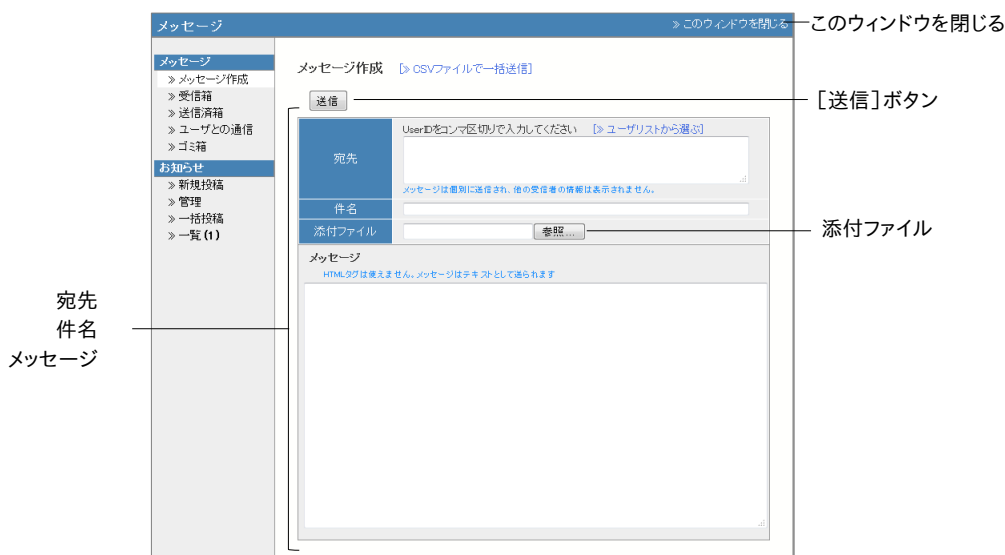 メッセージ
≫このウィンドウを閉じる
このウィンドウを閉じる
メッセージ
≫メッセージ作成
≫受信箱
≫送信済箱
≫ユーザとの通信
≫ゴミ箱
お知らせ
≫新規投稿
≫管理
≫一括投稿
≫一覧(1)
メッセージ作成 [≫CSVファイルで一括送信]
送信
[送信]ボタン
宛先
UserIDをコンマ区切りで入力してください [≫ユーザリストから選ぶ]
メッセージは個別に送信され、他の受信者の情報は表示されません。
件名
添付ファイル
参照...
添付ファイル
メッセージ
HTMLタグは使えません。メッセージはテキストとして送られます
宛先
件名
メッセージ